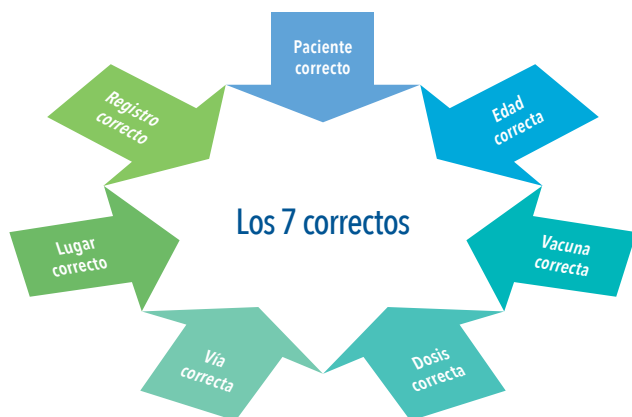 Paciente
correcto
Edad
correcta
Vacuna
correcta
Dosis
correcta
Vía
correcta
Lugar
correcto
Registro
correcto
Los 7 correctos